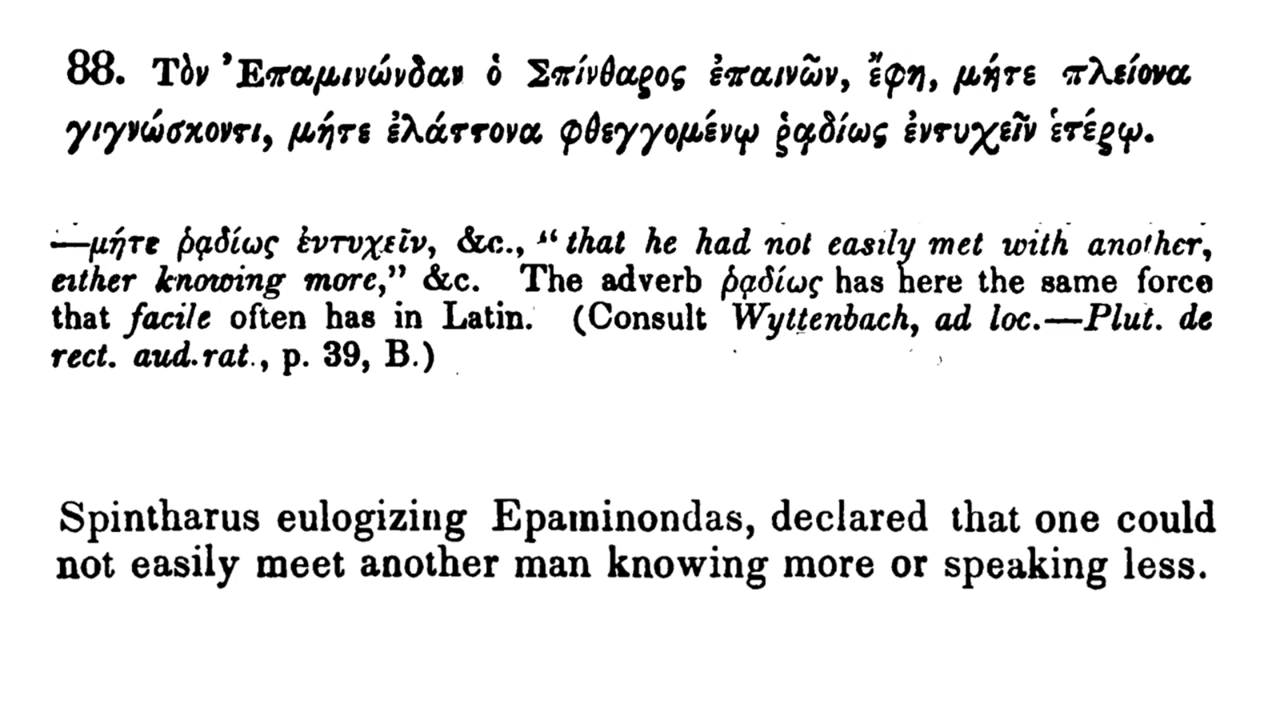 88. Τὸν Ἐπαμινώνδαν ὁ Σπίνθαρος ἐπαινῶν, ἔφη, μήτε πλείονα
γιγνώσκοντι, μήτε ἐλάττονα φθεγγομένῳ ῥᾳδίως ἐντυχεῖν ἑτέρῳ.
—μήτε ῥᾳδίως ἐντυχεῖν, &c., “that he had not easily met with another,
either knowing more,” &c. The adverb ῥᾳδίως has here the same force
that facile often has in Latin. (Consult Wyttenbach, ad loc.—Plut. de
rect. aud. rat., p. 39, B.)
Spintharus eulogizing Epaminondas, declared that one could
not easily meet another man knowing more or speaking less.